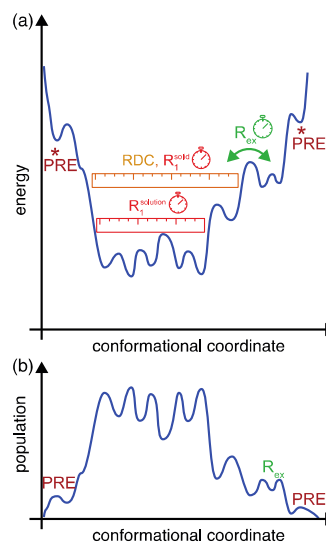 (a)
energy
* PRE
RDC, R₁ˢᵒˡⁱᵈ
R₁ˢᵒˡᵘᵗⁱᵒⁿ
Rₑₓ
* PRE
conformational coordinate
(b)
population
PRE
Rₑₓ
PRE
conformational coordinate